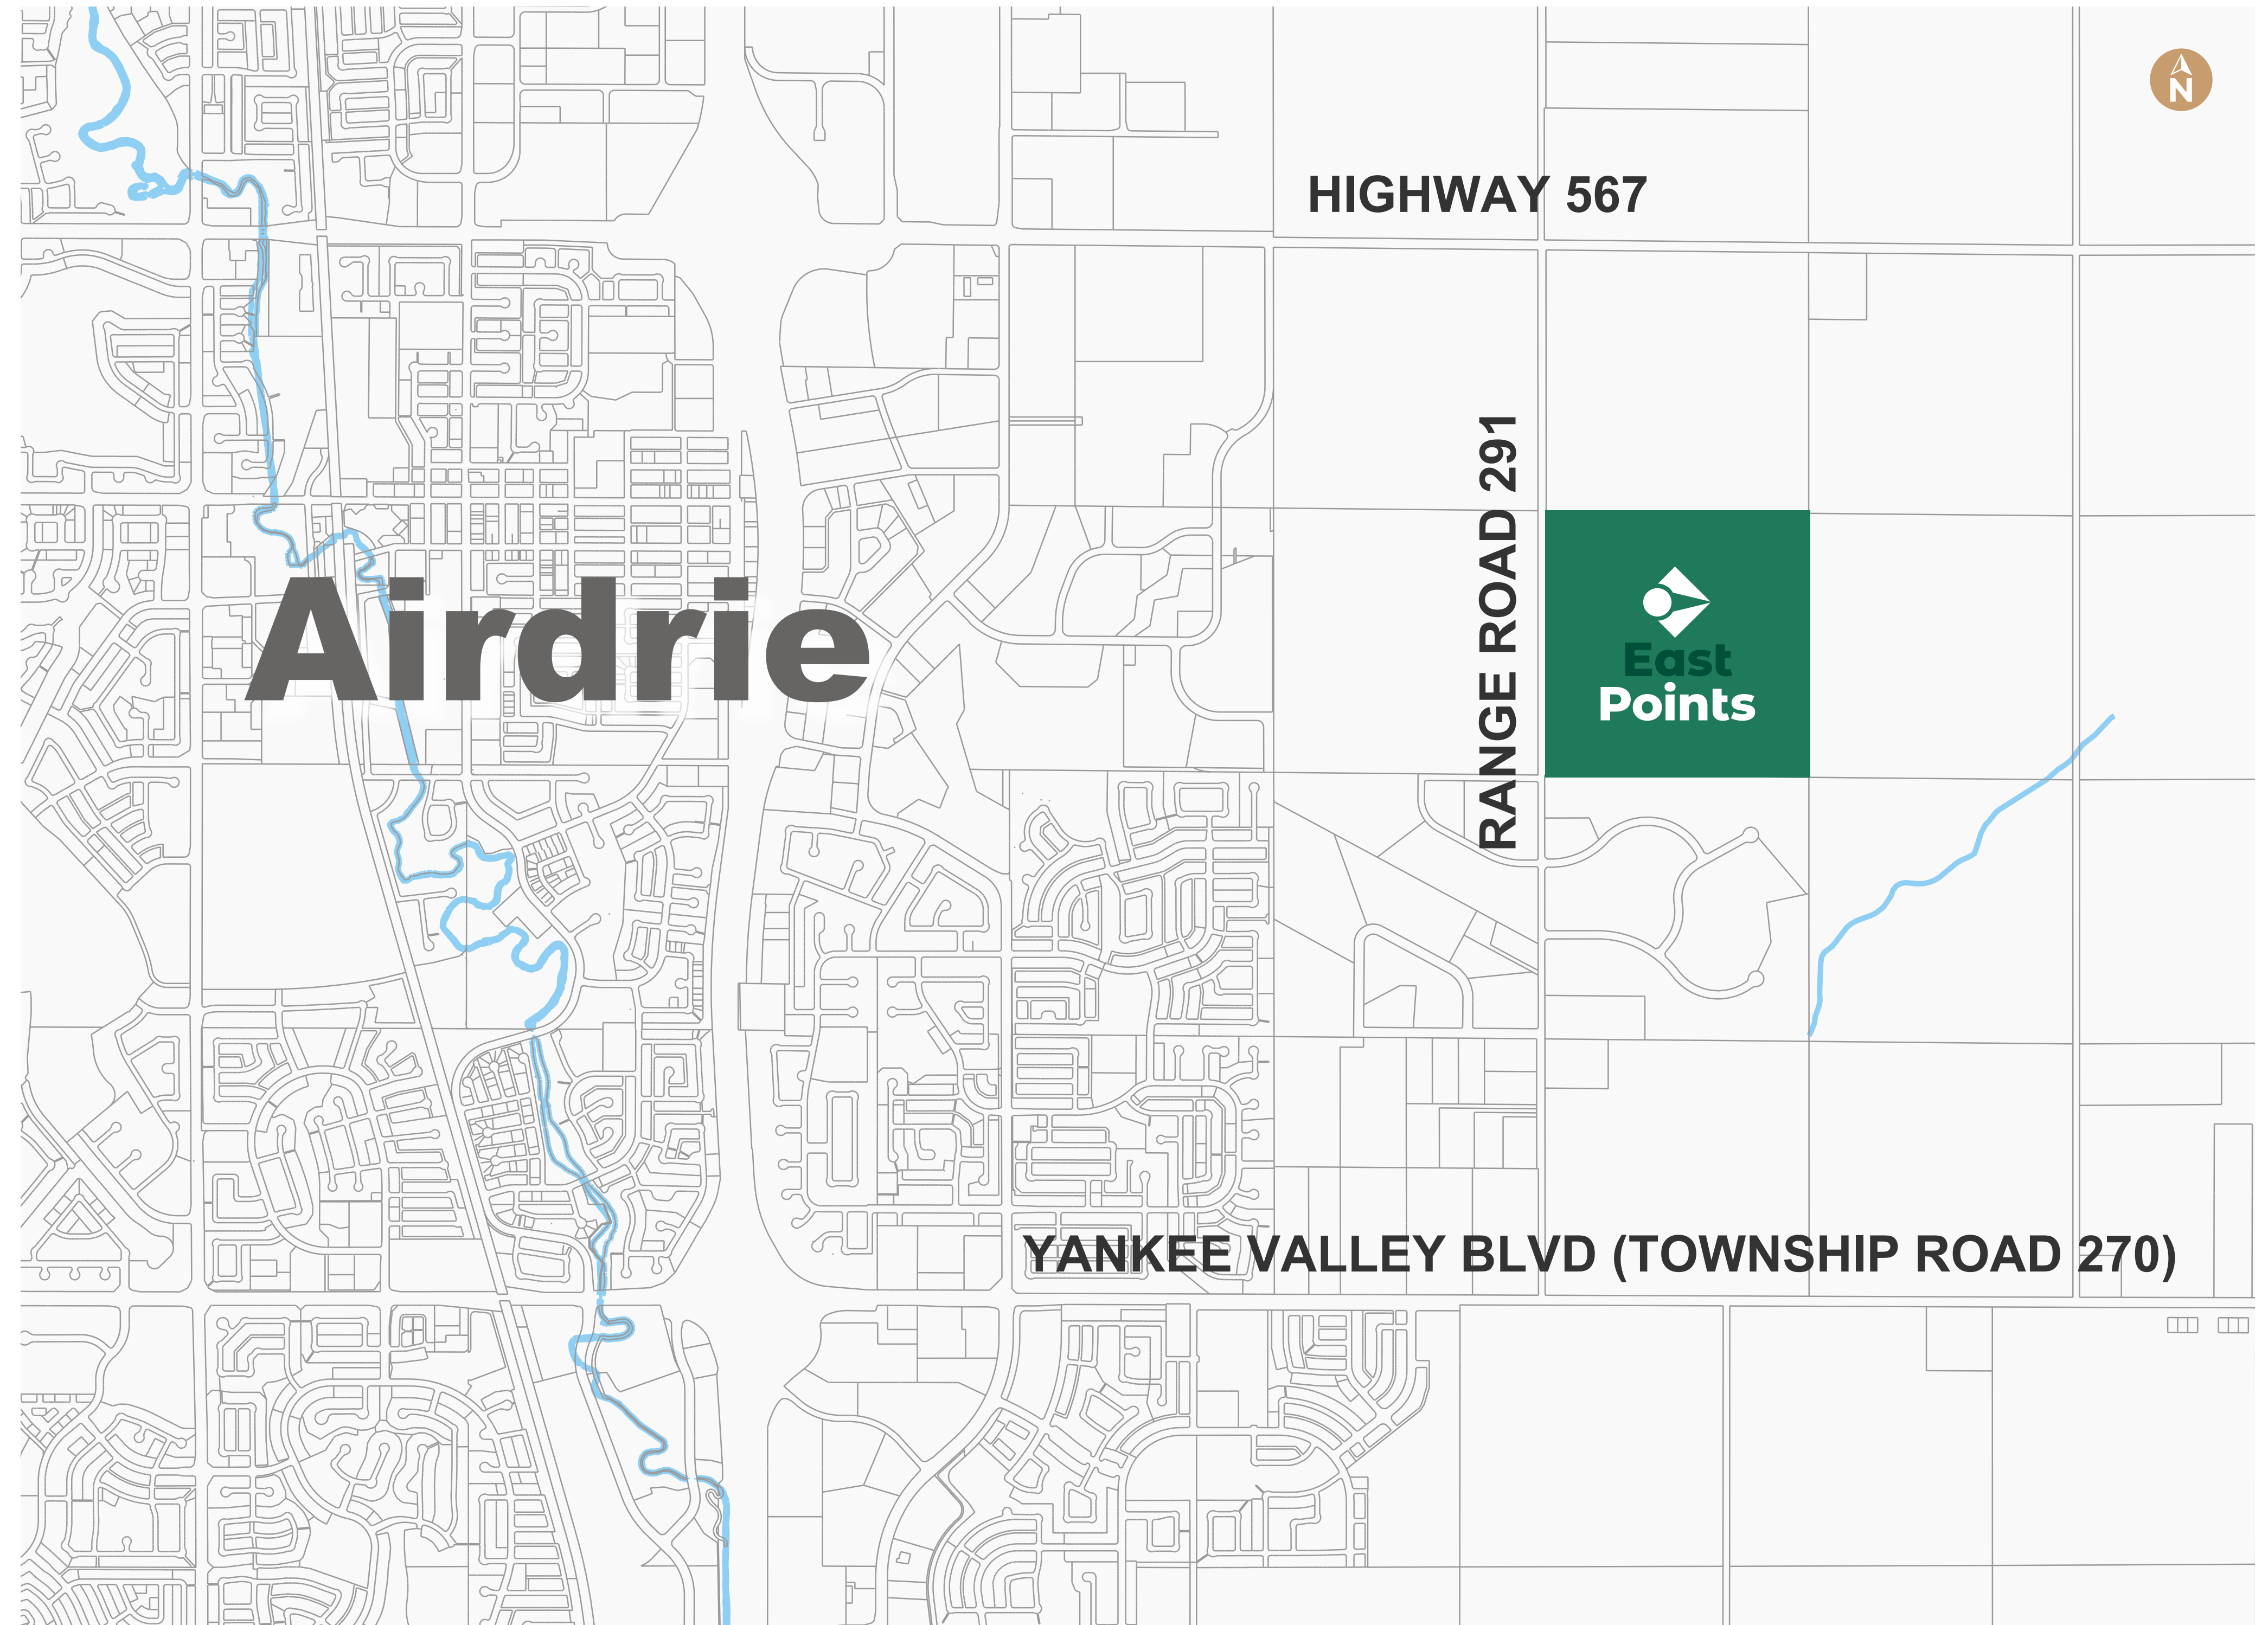 N
HIGHWAY 567
RANGE ROAD 291
Airdrie
East
Points
YANKEE VALLEY BLVD (TOWNSHIP ROAD 270)